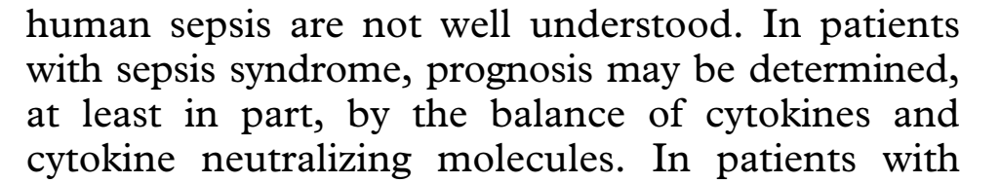 human sepsis are not well understood. In patients
with sepsis syndrome, prognosis may be determined,
at least in part, by the balance of cytokines and
cytokine neutralizing molecules. In patients with